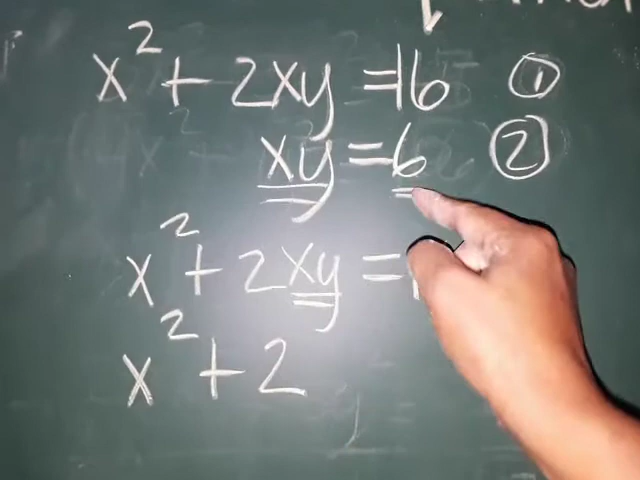 x² + 2xy = 16 ①
xy = 6 ②
x² + 2xy =
x² + 2